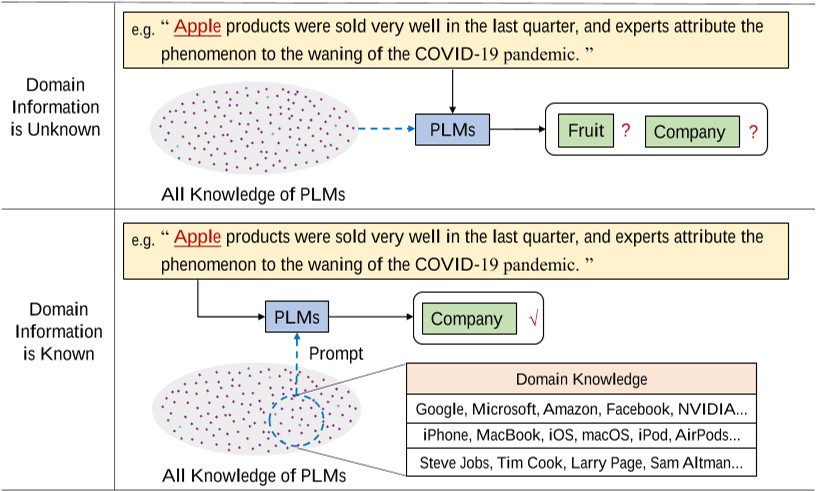 Domain
Information
is Unknown
e.g. “ Apple products were sold very well in the last quarter, and experts attribute the
phenomenon to the waning of the COVID-19 pandemic. ”
PLMs
Fruit ? Company ?
All Knowledge of PLMs
Domain
Information
is Known
e.g. “ Apple products were sold very well in the last quarter, and experts attribute the
phenomenon to the waning of the COVID-19 pandemic. ”
PLMs
Company √
Prompt
Domain Knowledge
Google, Microsoft, Amazon, Facebook, NVIDIA...
iPhone, MacBook, iOS, macOS, iPod, AirPods...
Steve Jobs, Tim Cook, Larry Page, Sam Altman...
All Knowledge of PLMs